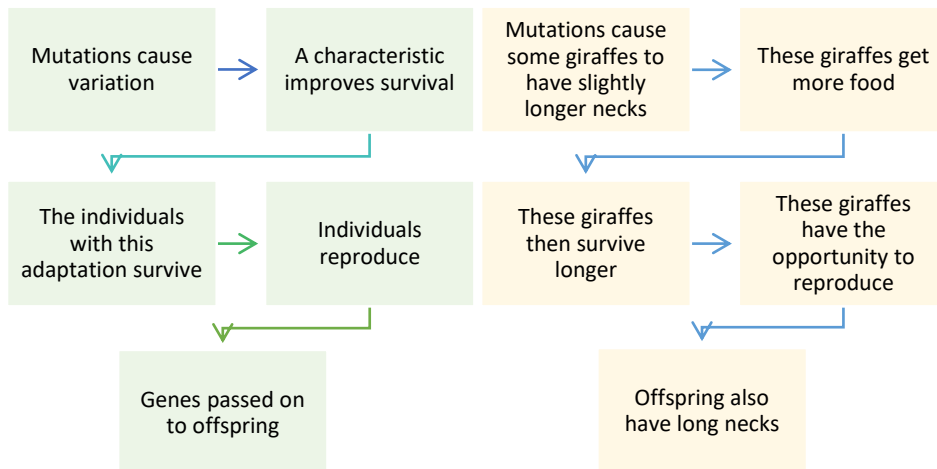 Mutations cause
variation
A characteristic
improves survival
The individuals
with this
adaptation survive
Individuals
reproduce
Genes passed on
to offspring
Mutations cause
some giraffes to
have slightly
longer necks
These giraffes get
more food
These giraffes
then survive
longer
These giraffes
have the
opportunity to
reproduce
Offspring also
have long necks